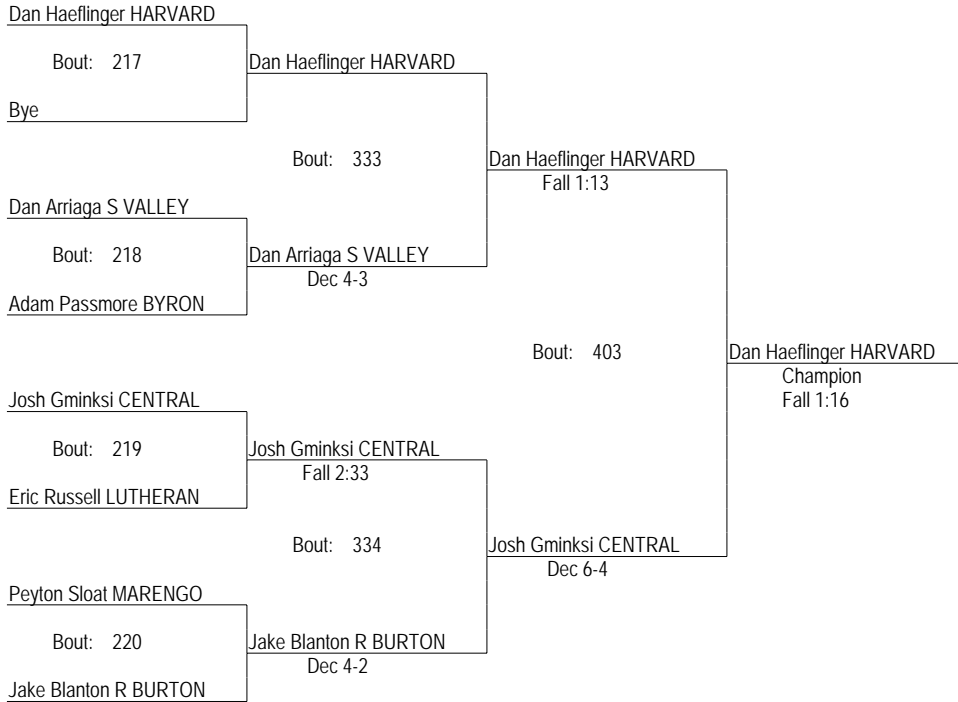 Dan Haeflinger HARVARD
Bout: 217
Dan Haeflinger HARVARD
Bye
Bout: 333
Dan Haeflinger HARVARD
Fall 1:13
Dan Arriaga S VALLEY
Bout: 218
Dan Arriaga S VALLEY
Dec 4-3
Adam Passmore BYRON
Bout: 403
Dan Haeflinger HARVARD
Champion
Fall 1:16
Josh Gminksi CENTRAL
Bout: 219
Josh Gminksi CENTRAL
Fall 2:33
Eric Russell LUTHERAN
Bout: 334
Josh Gminksi CENTRAL
Dec 6-4
Peyton Sloat MARENGO
Bout: 220
Jake Blanton R BURTON
Dec 4-2
Jake Blanton R BURTON